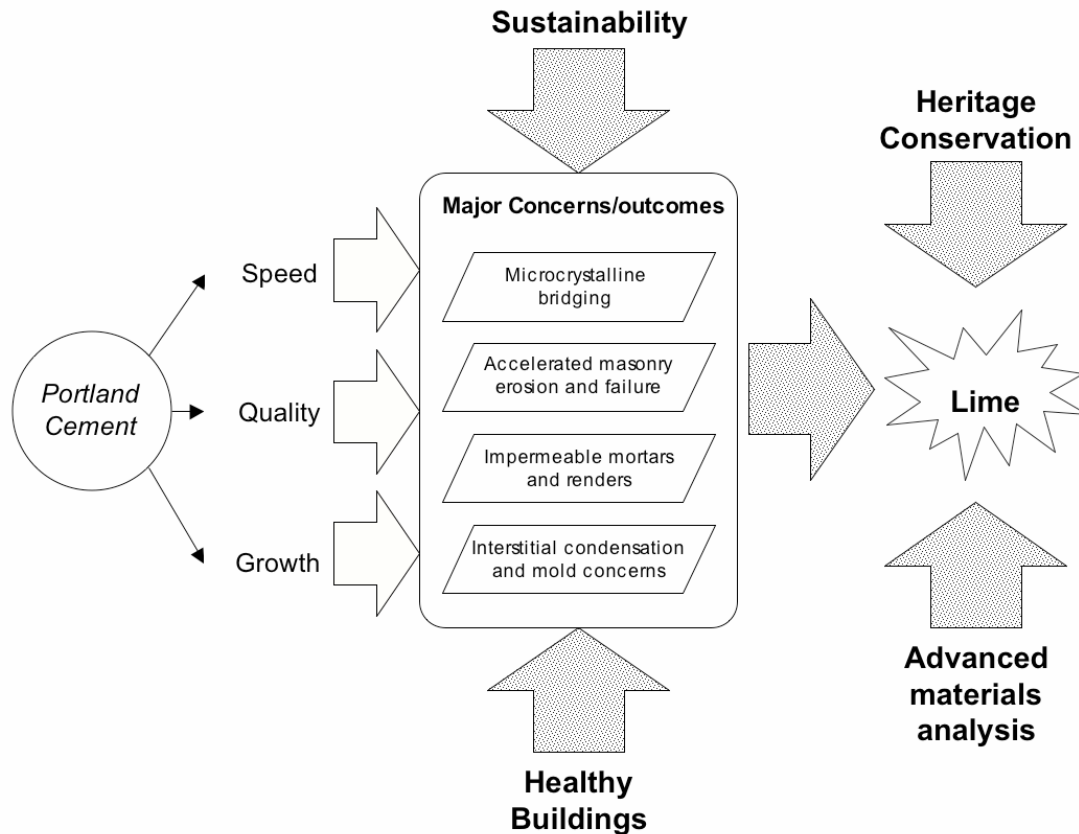 Sustainability
Heritage
Conservation
Major Concerns/outcomes
Speed
Microcrystalline
bridging
Portland
Cement
Quality
Accelerated masonry
erosion and failure
Lime
Impermeable mortars
and renders
Growth
Interstitial condensation
and mold concerns
Advanced
materials
analysis
Healthy
Buildings